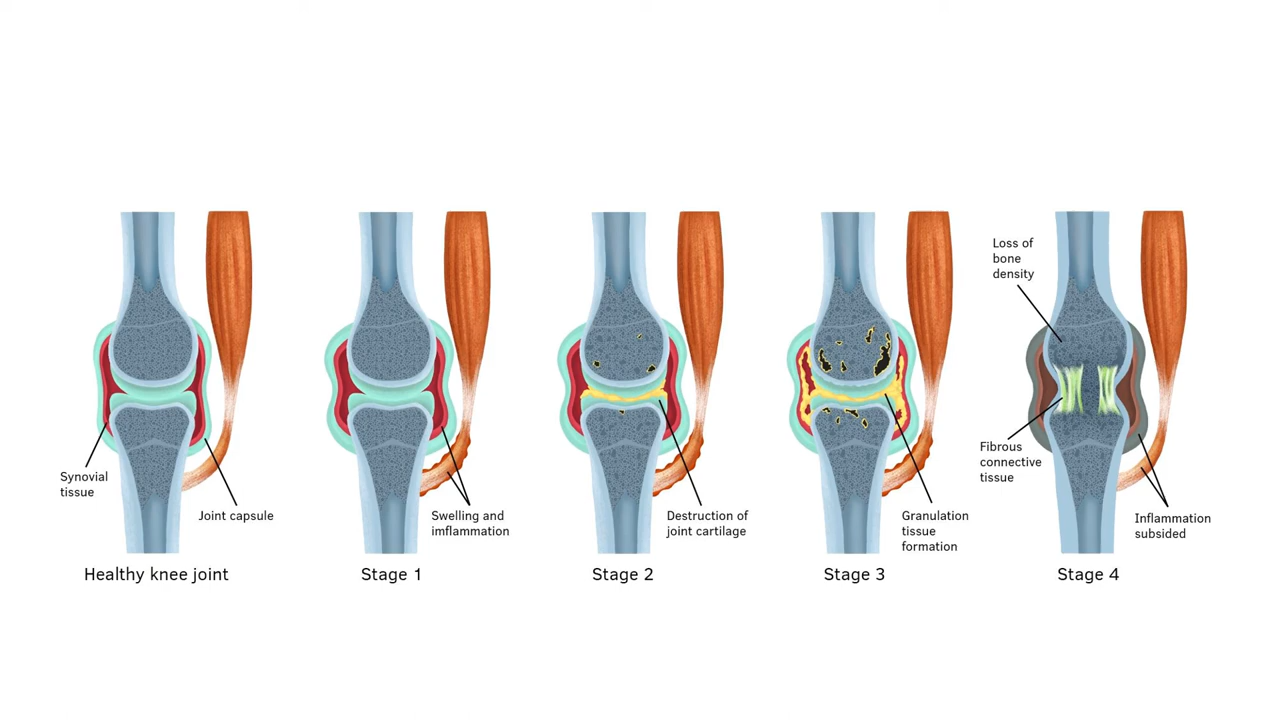 Synovial
tissue
Joint capsule
Healthy knee joint
Swelling and
imflammation
Stage 1
Destruction of
joint cartilage
Stage 2
Granulation
tissue
formation
Stage 3
Loss of
bone
density
Fibrous
connective
tissue
Inflammation
subsided
Stage 4